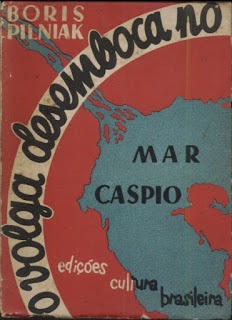 BORIS
PILNIAK
o volga desemboca no
MAR
CASPIO
edições
cultura
brasileira